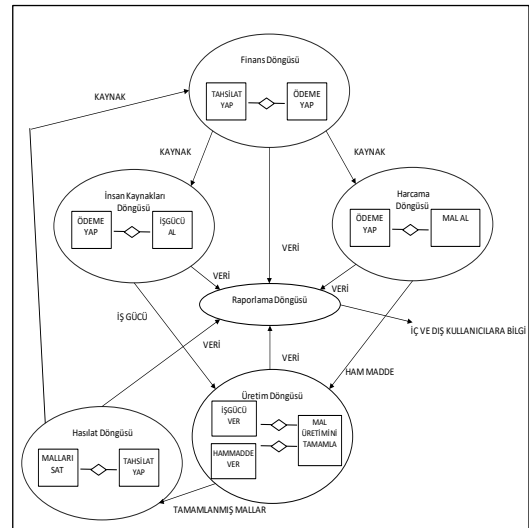 Finans Döngüsü
TAHSİLAT
YAP
ÖDEME
YAP
KAYNAK
KAYNAK
KAYNAK
İnsan Kaynakları
Döngüsü
ÖDEME
YAP
İŞGÜCÜ
AL
Harcama
Döngüsü
ÖDEME
YAP
MAL AL
VERİ
VERİ
VERİ
Raporlama Döngüsü
İŞ GÜCÜ
VERİ
VERİ
İÇ VE DIŞ KULLANICILARA BİLGİ
HAM MADDE
Üretim Döngüsü
İŞGÜCÜ
VER
HAMMADDE
VER
MAL
ÜRETİMİNİ
TAMAMLA
Hasılat Döngüsü
MALLARI
SAT
TAHSİLAT
YAP
TAMAMLANMIŞ MALLAR